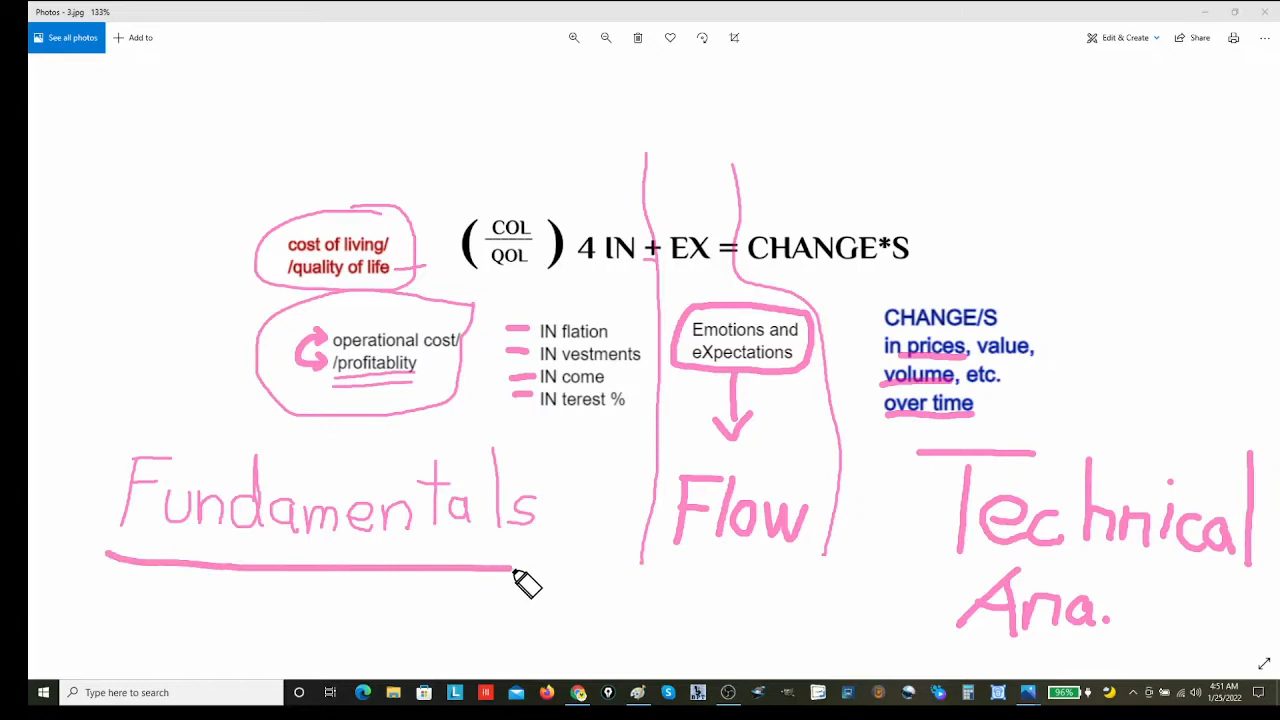 Photos - 3.jpg 133%
See all photos
Add to
Edit & Create
Share
cost of living/
/quality of life
( COL
QOL ) 4 IN + EX = CHANGE*S
operational cost/
/profitablity
IN flation
IN vestments
IN come
IN terest %
Emotions and
eXpectations
CHANGE/S
in prices, value,
volume, etc.
over time
Fundamentals
Flow
Technical
Ana.
Type here to search
96%
4:51 AM
1/25/2022